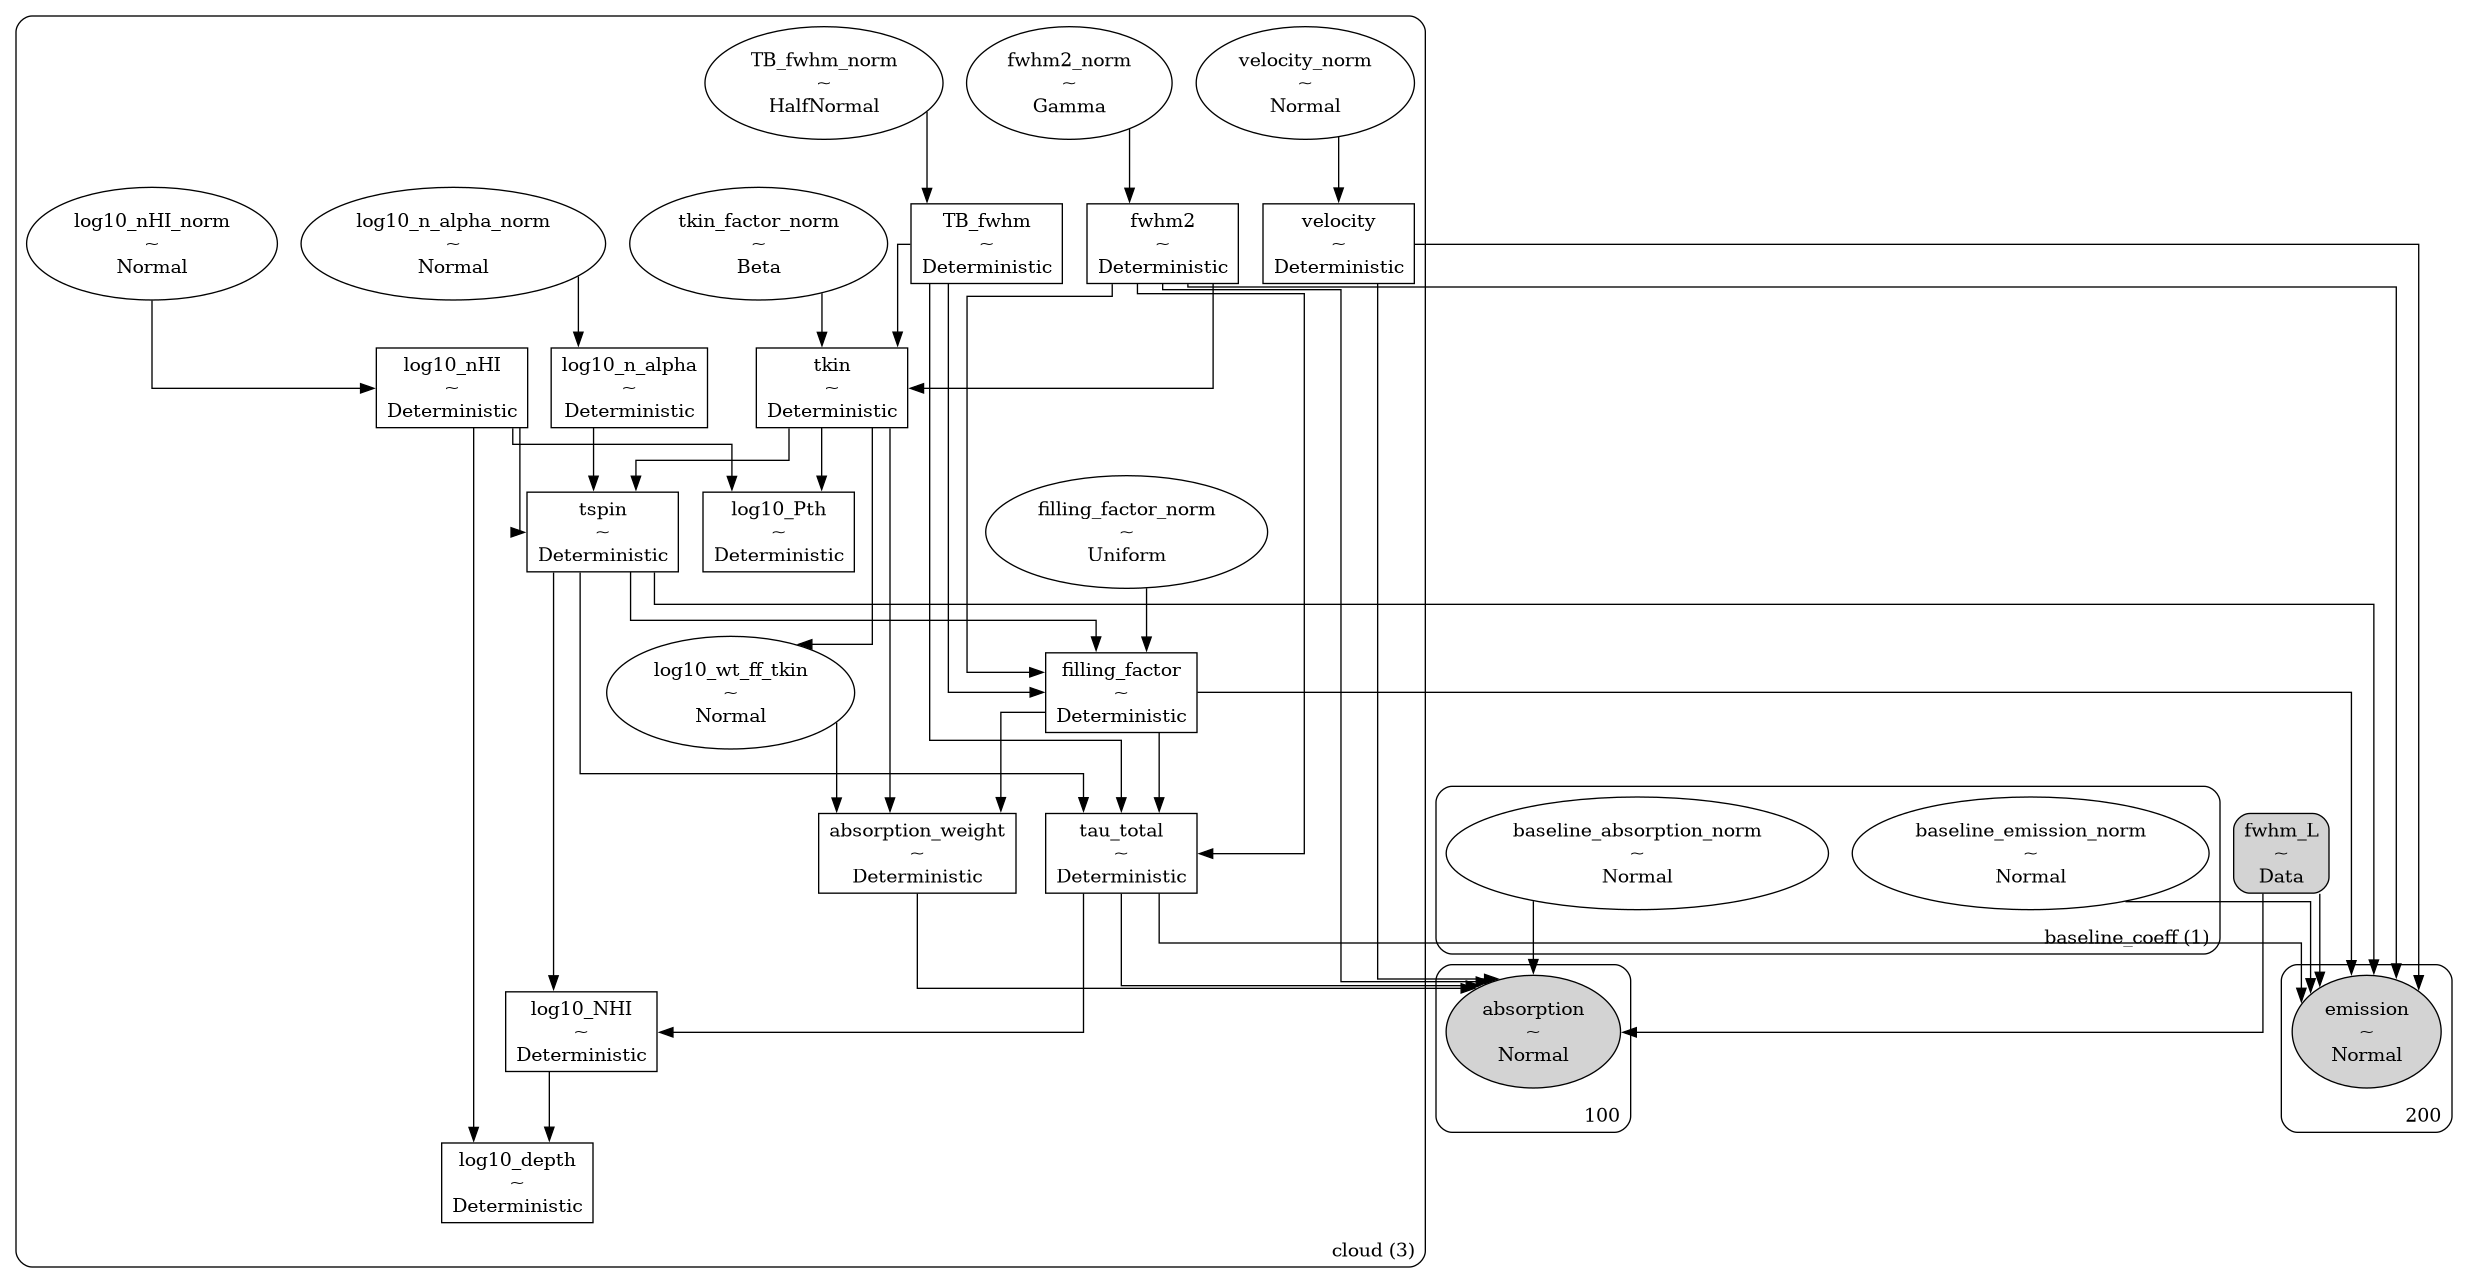 TB_fwhm_norm
~
HalfNormal
fwhm2_norm
~
Gamma
velocity_norm
~
Normal
log10_nHI_norm
~
Normal
log10_n_alpha_norm
~
Normal
tkin_factor_norm
~
Beta
TB_fwhm
~
Deterministic
fwhm2
~
Deterministic
velocity
~
Deterministic
log10_nHI
~
Deterministic
log10_n_alpha
~
Deterministic
tkin
~
Deterministic
tspin
~
Deterministic
log10_Pth
~
Deterministic
filling_factor_norm
~
Uniform
log10_wt_ff_tkin
~
Normal
filling_factor
~
Deterministic
absorption_weight
~
Deterministic
tau_total
~
Deterministic
baseline_absorption_norm
~
Normal
baseline_emission_norm
~
Normal
baseline_coeff (1)
fwhm_L
~
Data
log10_NHI
~
Deterministic
absorption
~
Normal
100
emission
~
Normal
200
log10_depth
~
Deterministic
cloud (3)